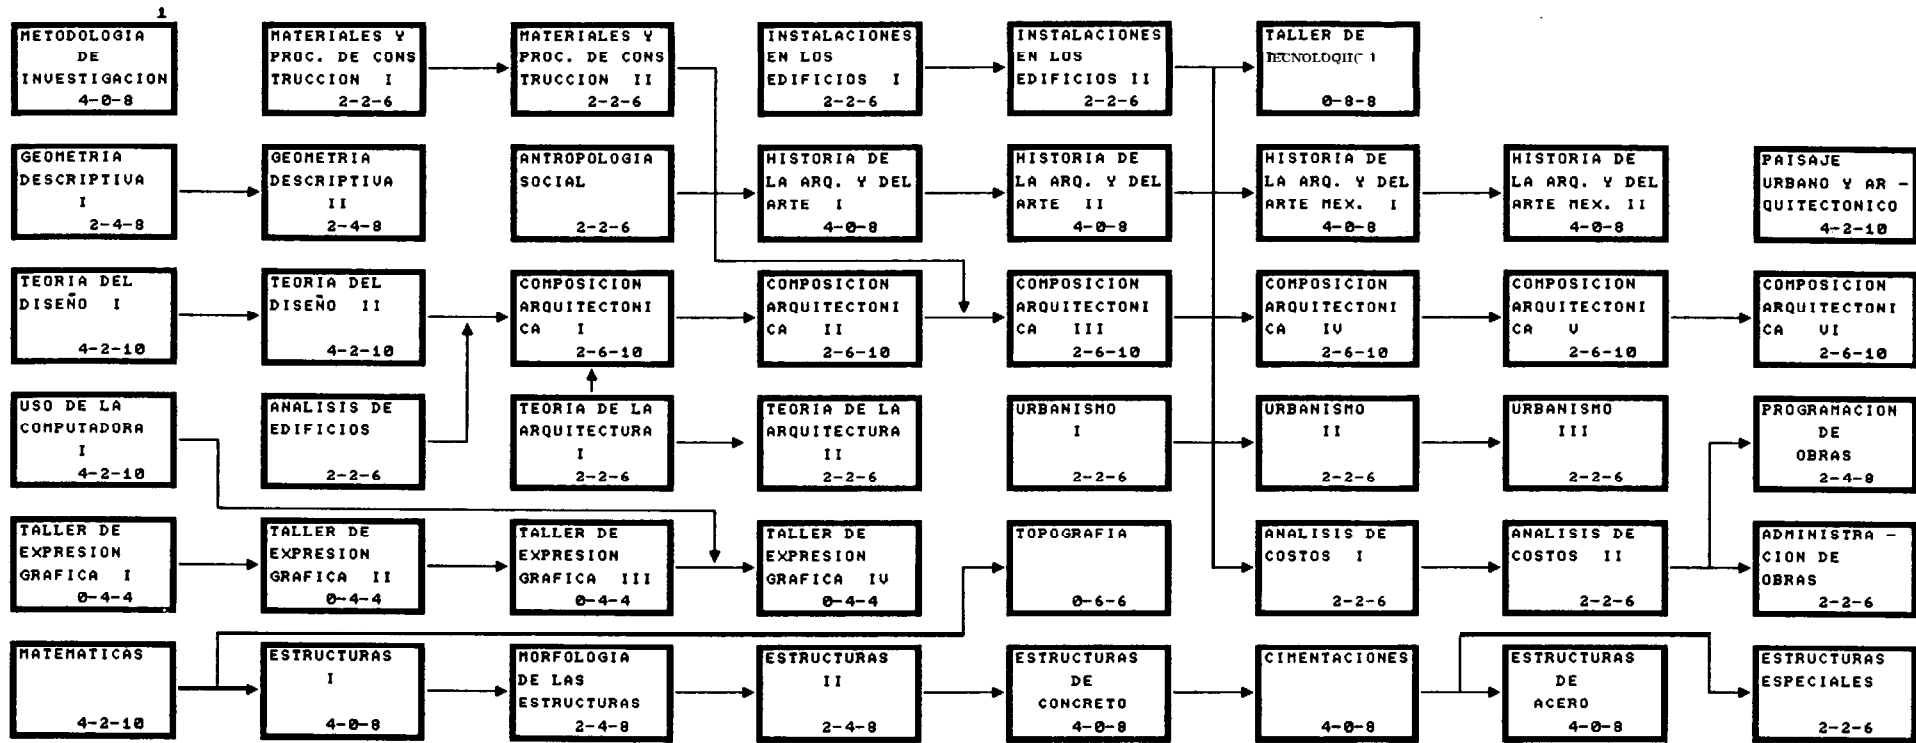 1
METODOLOGIA
DE
INVESTIGACION
4-0-8
MATERIALES Y
PROC. DE CONS
TRUCCION I
2-2-6
MATERIALES Y
PROC. DE CONS
TRUCCION II
2-2-6
INSTALACIONES
EN LOS
EDIFICIOS I
2-2-6
INSTALACIONES
EN LOS
EDIFICIOS II
2-2-6
TALLER DE
0-8-8
GEOMETRIA
DESCRIPTIVA
I
2-4-8
GEOMETRIA
DESCRIPTIVA
II
2-4-8
ANTROPOLOGIA
SOCIAL
2-2-6
HISTORIA DE
LA ARQ. Y DEL
ARTE I
4-0-8
HISTORIA DE
LA ARQ. Y DEL
ARTE II
4-0-8
HISTORIA DE
LA ARQ. Y DEL
ARTE MEX. I
4-0-8
HISTORIA DE
LA ARQ. Y DEL
ARTE MEX. II
4-0-8
PAISAJE
URBANO Y AR -
QUITECTONICO
4-2-10
TEORIA DEL
DISEÑO I
4-2-10
TEORIA DEL
DISEÑO II
4-2-10
COMPOSICION
ARQUITECTONI
CA I
2-6-10
COMPOSICION
ARQUITECTONI
CA II
2-6-10
COMPOSICION
ARQUITECTONI
CA III
2-6-10
COMPOSICION
ARQUITECTONI
CA IV
2-6-10
COMPOSICION
ARQUITECTONI
CA V
2-6-10
COMPOSICION
ARQUITECTONI
CA VI
2-6-10
USO DE LA
COMPUTADORA
I
4-2-10
ANALISIS DE
EDIFICIOS
2-2-6
TEORIA DE LA
ARQUITECTURA
I
2-2-6
TEORIA DE LA
ARQUITECTURA
II
2-2-6
URBANISMO
I
2-2-6
URBANISMO
II
2-2-6
URBANISMO
III
2-2-6
PROGRAMACION
DE
OBRAS
2-4-8
TALLER DE
EXPRESION
GRAFICA I
0-4-4
TALLER DE
EXPRESION
GRAFICA II
0-4-4
TALLER DE
EXPRESION
GRAFICA III
0-4-4
TALLER DE
EXPRESION
GRAFICA IV
0-4-4
TOPOGRAFIA
0-6-6
ANALISIS DE
COSTOS I
2-2-6
ANALISIS DE
COSTOS II
2-2-6
ADMINISTRA -
CION DE
OBRAS
2-2-6
MATEMATICAS
4-2-10
ESTRUCTURAS
I
4-0-8
MORFOLOGIA
DE LAS
ESTRUCTURAS
2-4-8
ESTRUCTURAS
II
2-4-8
ESTRUCTURAS
DE
CONCRETO
4-0-8
CIMENTACIONES
4-0-8
ESTRUCTURAS
DE
ACERO
4-0-8
ESTRUCTURAS
ESPECIALES
2-2-6